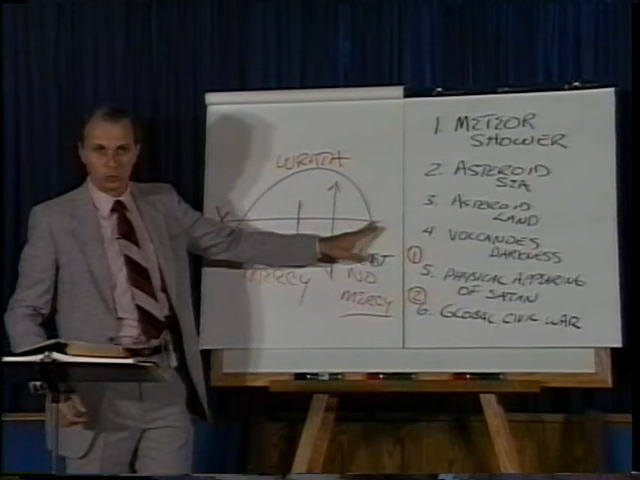 WRATH
MERCY
NO
MERCY
1. METEOR
SHOWER
2. ASTEROID
SEA
3. ASTEROID
LAND
4. VOLCANOES
DARKNESS
1
5. PHYSICAL APPEARING
OF SATAN
2
6. GLOBAL CIVIL WAR